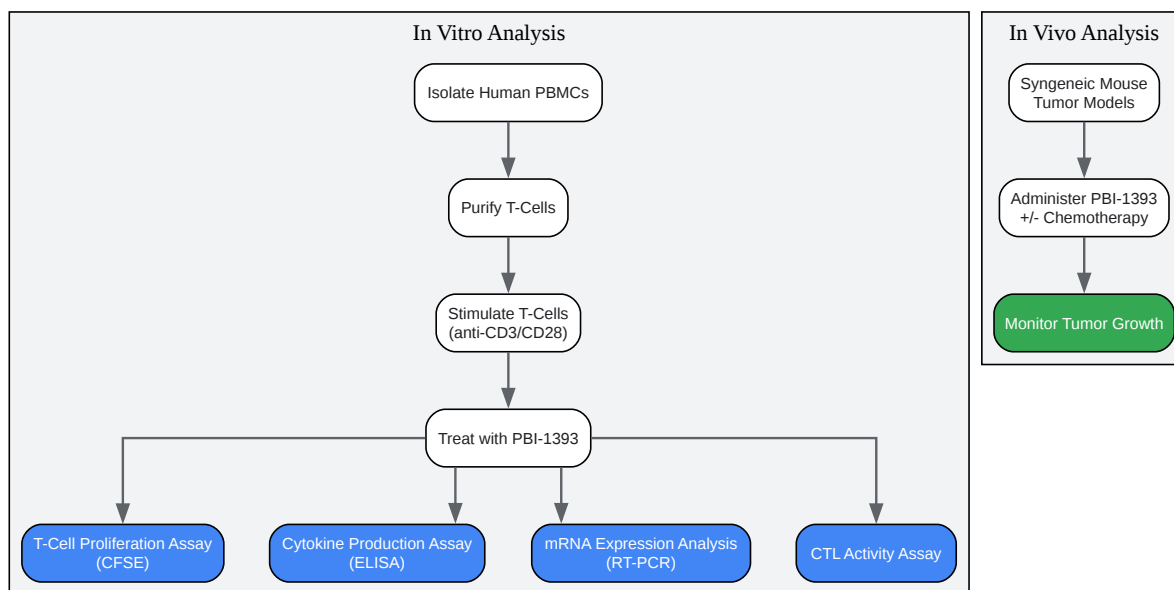 In Vitro Analysis
Isolate Human PBMCs
Purify T-Cells
Stimulate T-Cells
(anti-CD3/CD28)
Treat with PBI-1393
T-Cell Proliferation Assay
(CFSE)
Cytokine Production Assay
(ELISA)
mRNA Expression Analysis
(RT-PCR)
CTL Activity Assay
In Vivo Analysis
Syngeneic Mouse
Tumor Models
Administer PBI-1393
+/- Chemotherapy
Monitor Tumor Growth